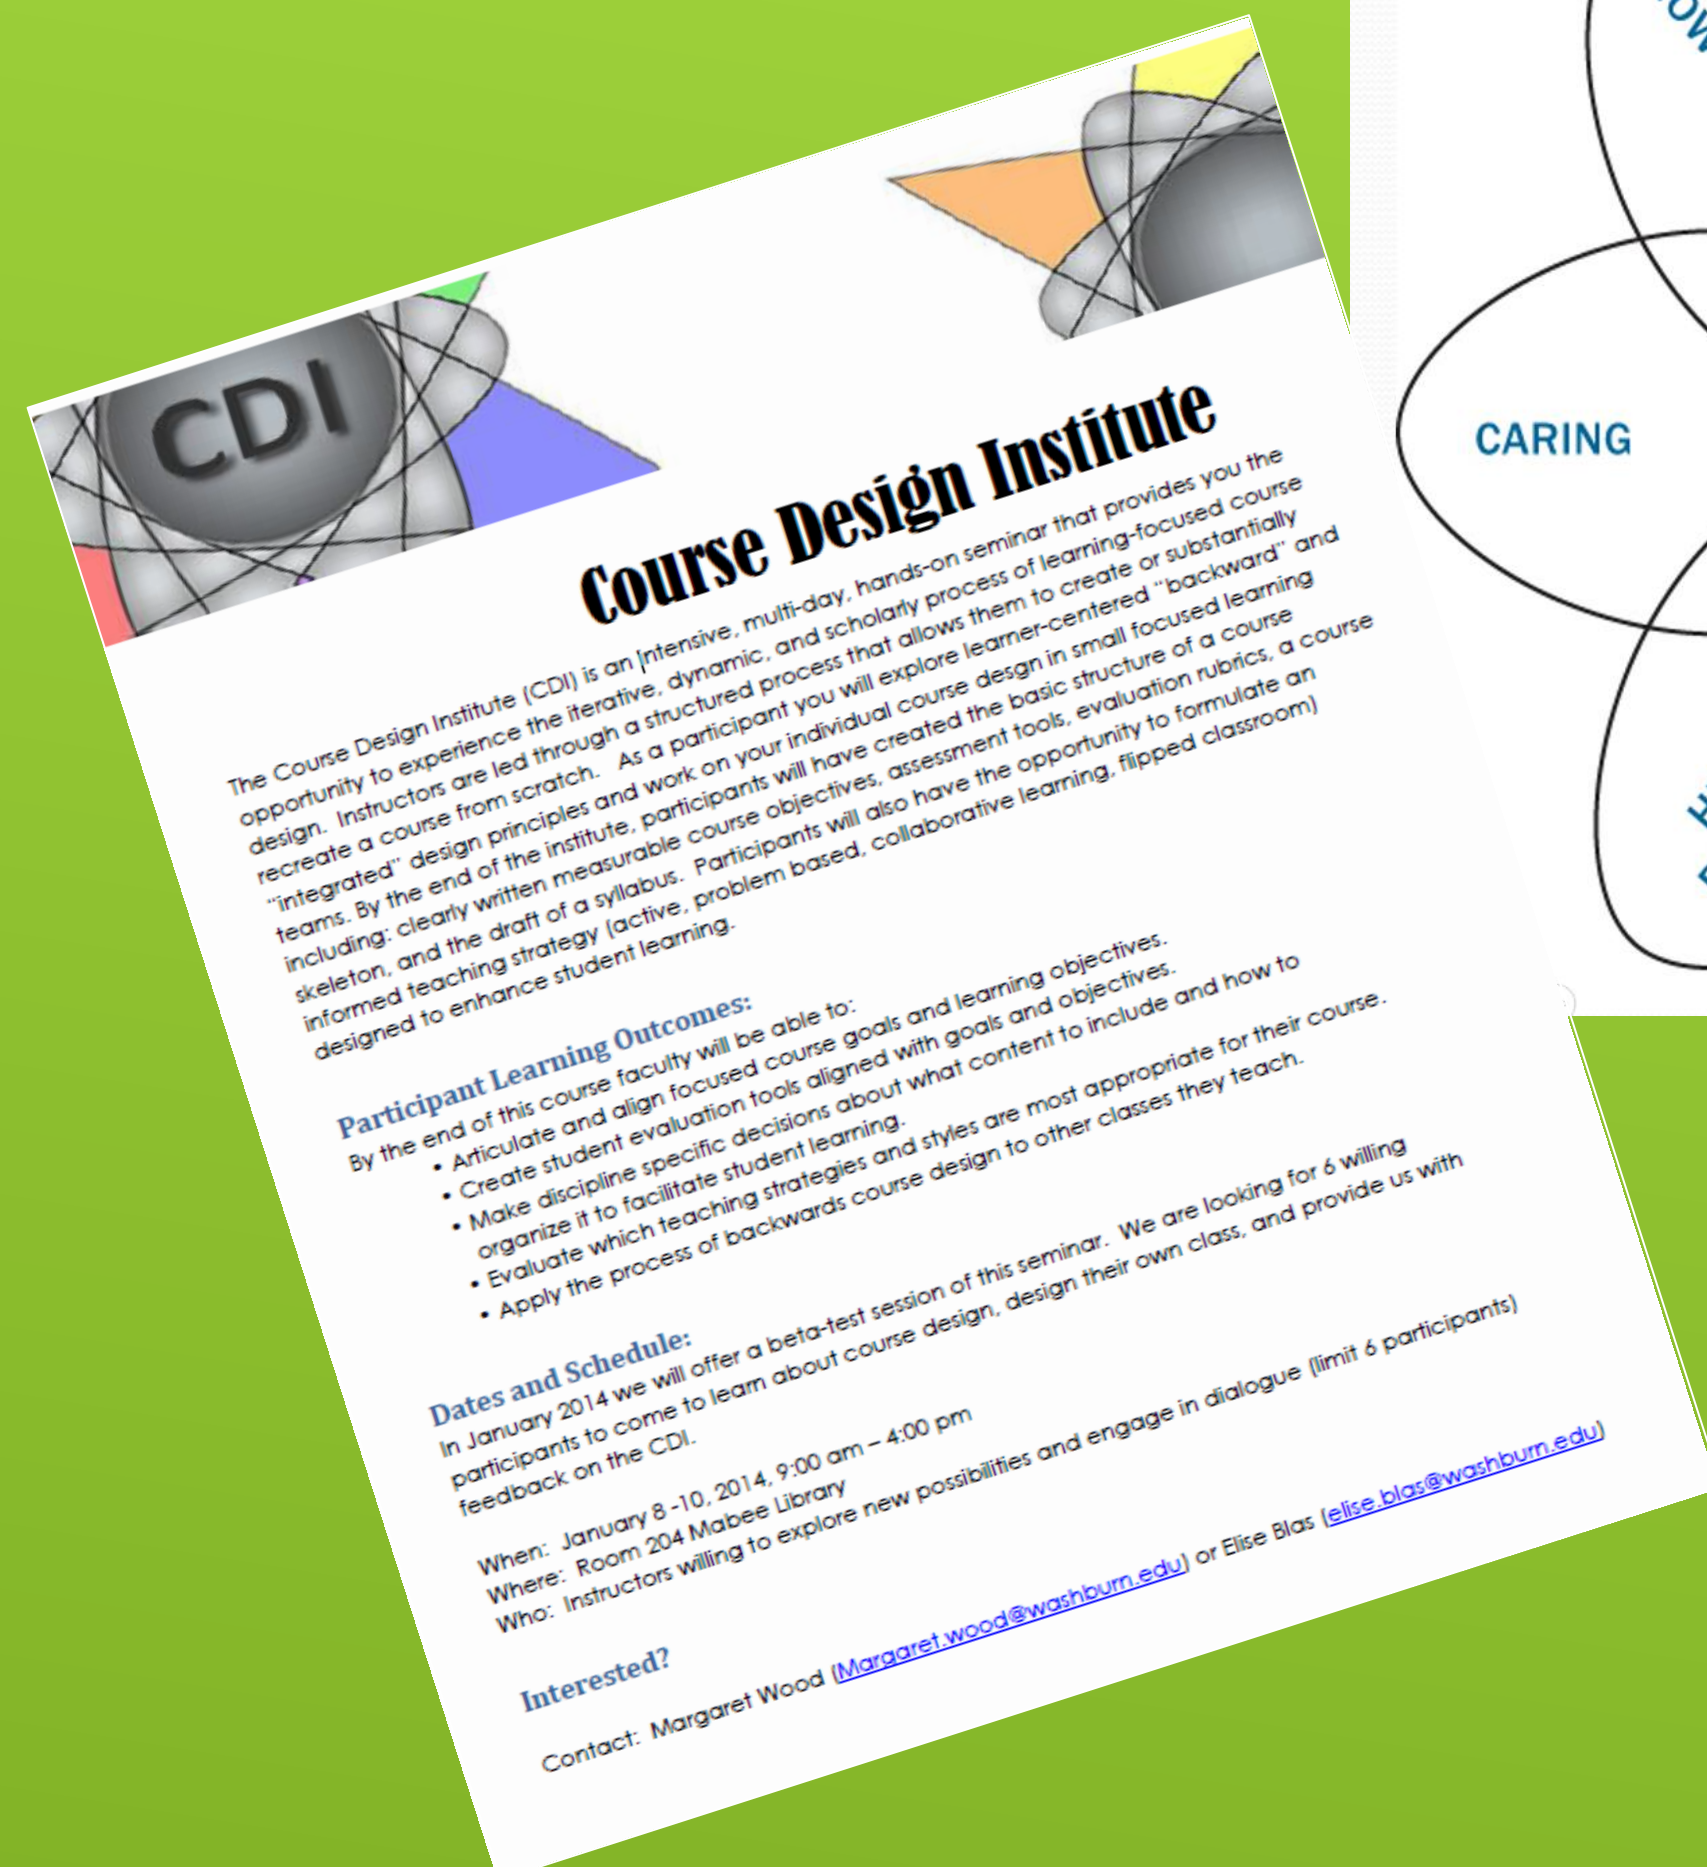 CDI
Course Design Institute
The Course Design Institute (CDI) is an Intensive, multi-day, hands-on seminar that provides you the
opportunity to experience the iterative, dynamic, and scholarly process of learning-focused course
design. Instructors are led through a structured process that allows them to create or substantially
recreate a course from scratch. As a participant you will explore learner-centered "backward" and
"integrated" design principles and work on your individual course desgn in small focused learning
teams. By the end of the institute, participants will have created the basic structure of a course
including: clearly written measurable course objectives, assessment tools, evaluation rubrics, a course
skeleton, and the draft of a syllabus. Participants will also have the opportunity to formulate an
informed teaching strategy (active, problem based, collaborative learning, flipped classroom)
designed to enhance student learning.
Participant Learning Outcomes:
By the end of this course faculty will be able to:
• Articulate and align focused course goals and learning objectives.
• Create student evaluation tools aligned with goals and objectives.
• Make discipline specific decisions about what content to include and how to
organize it to facilitate student learning.
• Evaluate which teaching strategies and styles are most appropriate for their course.
• Apply the process of backwards course design to other classes they teach.
Dates and Schedule:
In January 2014 we will offer a beta-test session of this seminar. We are looking for 6 willing
participants to come to learn about course design, design their own class, and provide us with
feedback on the CDI.
When: January 8 -10, 2014, 9:00 am – 4:00 pm
Where: Room 204 Mabee Library
Who: Instructors willing to explore new possibilities and engage in dialogue (limit 6 participants)
Interested?
Contact: Margaret Wood (Margaret.wood@washburn.edu) or Elise Blas (elise.blas@washburn.edu)
CARING